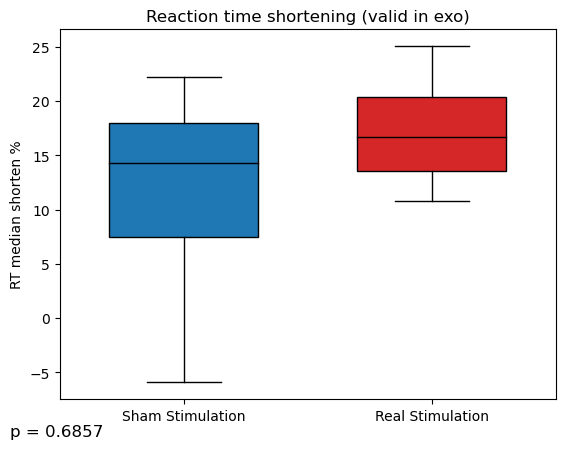 Reaction time shortening (valid in exo)
RT median shorten %
25
20
15
10
5
0
−5
Sham Stimulation
Real Stimulation
p = 0.6857